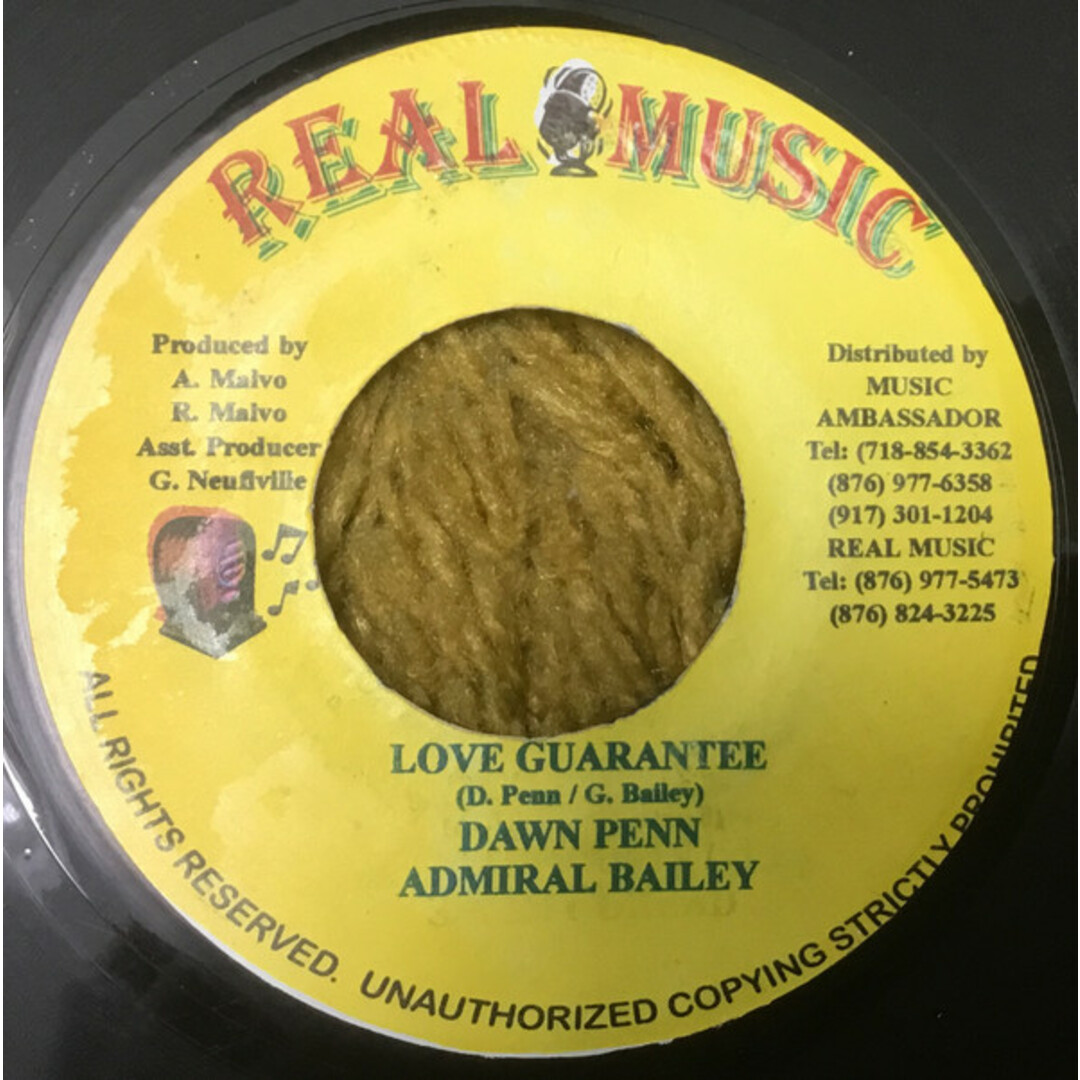 REAL MUSIC
Produced by
A. Malvo
R. Malvo
Asst. Producer
G. Neufville
Distributed by
MUSIC
AMBASSADOR
Tel: (718-854-3362
(876) 977-6358
(917) 301-1204
REAL MUSIC
Tel: (876) 977-5473
(876) 824-3225
LOVE GUARANTEE
(D. Penn / G. Bailey)
DAWN PENN
ADMIRAL BAILEY
ALL RIGHTS RESERVED. UNAUTHORIZED COPYING STRICTLY PROHIBITED